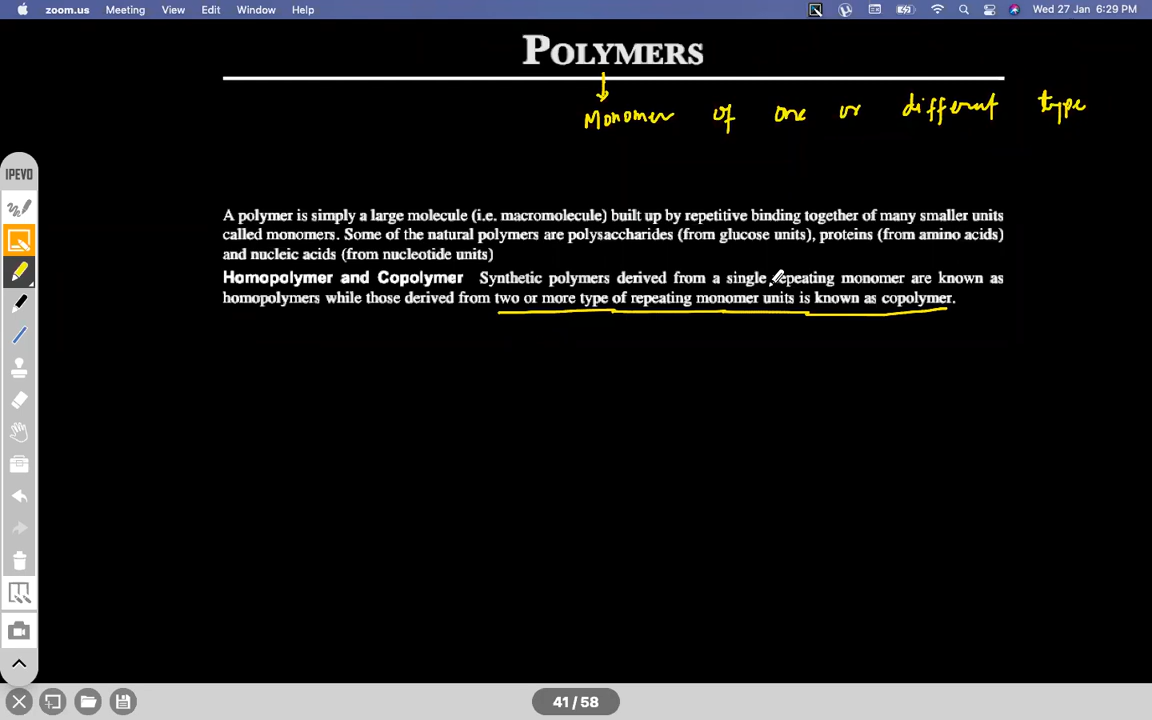 zoom.us Meeting View Edit Window Help Wed 27 Jan 6:29 PM
POLYMERS
Monomer of one or different type
IPEVO
A polymer is simply a large molecule (i.e. macromolecule) built up by repetitive binding together of many smaller units
called monomers. Some of the natural polymers are polysaccharides (from glucose units), proteins (from amino acids)
and nucleic acids (from nucleotide units)
Homopolymer and Copolymer Synthetic polymers derived from a single repeating monomer are known as
homopolymers while those derived from two or more type of repeating monomer units is known as copolymer.
41 / 58